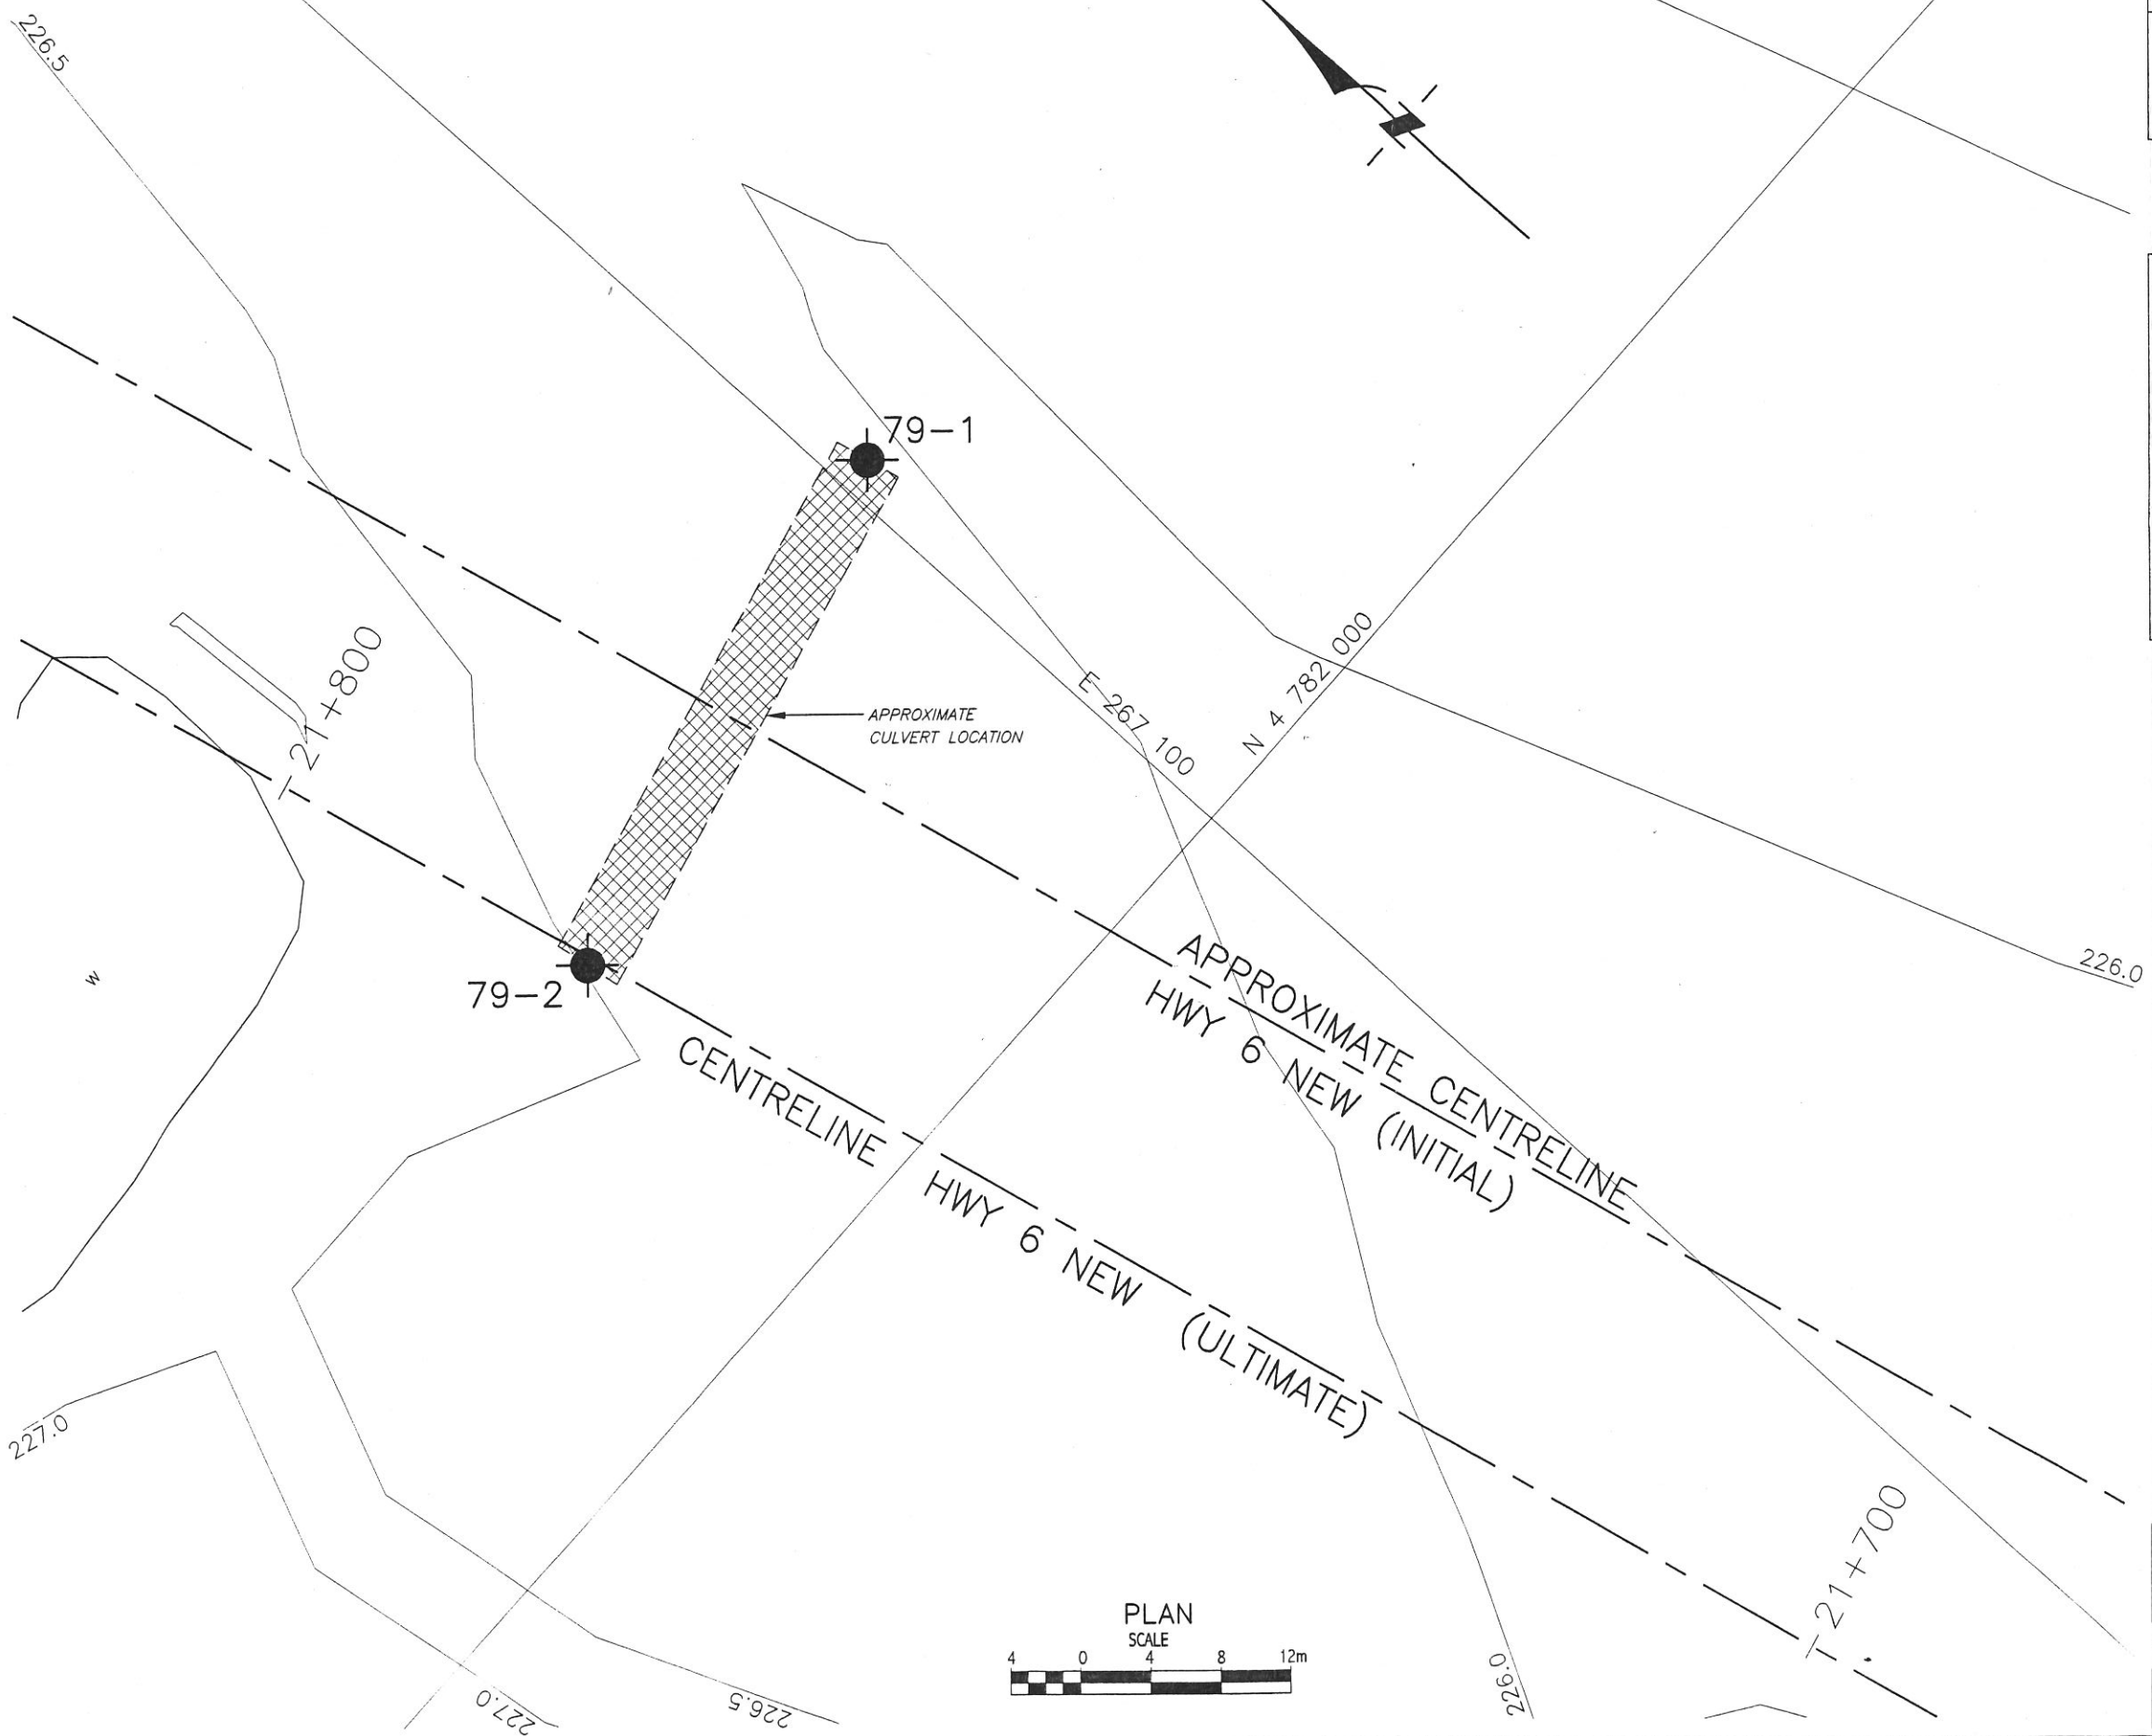 226.5
79-1
21+800
APPROXIMATE
CULVERT LOCATION
E 267 100
N 4 782 000
226.0
W
79-2
APPROXIMATE CENTRELINE
HWY 6 NEW (INITIAL)
CENTRELINE HWY 6 NEW (ULTIMATE)
227.0
21+700
PLAN
SCALE
4 0 4 8 12m
227.0
226.5
226.0